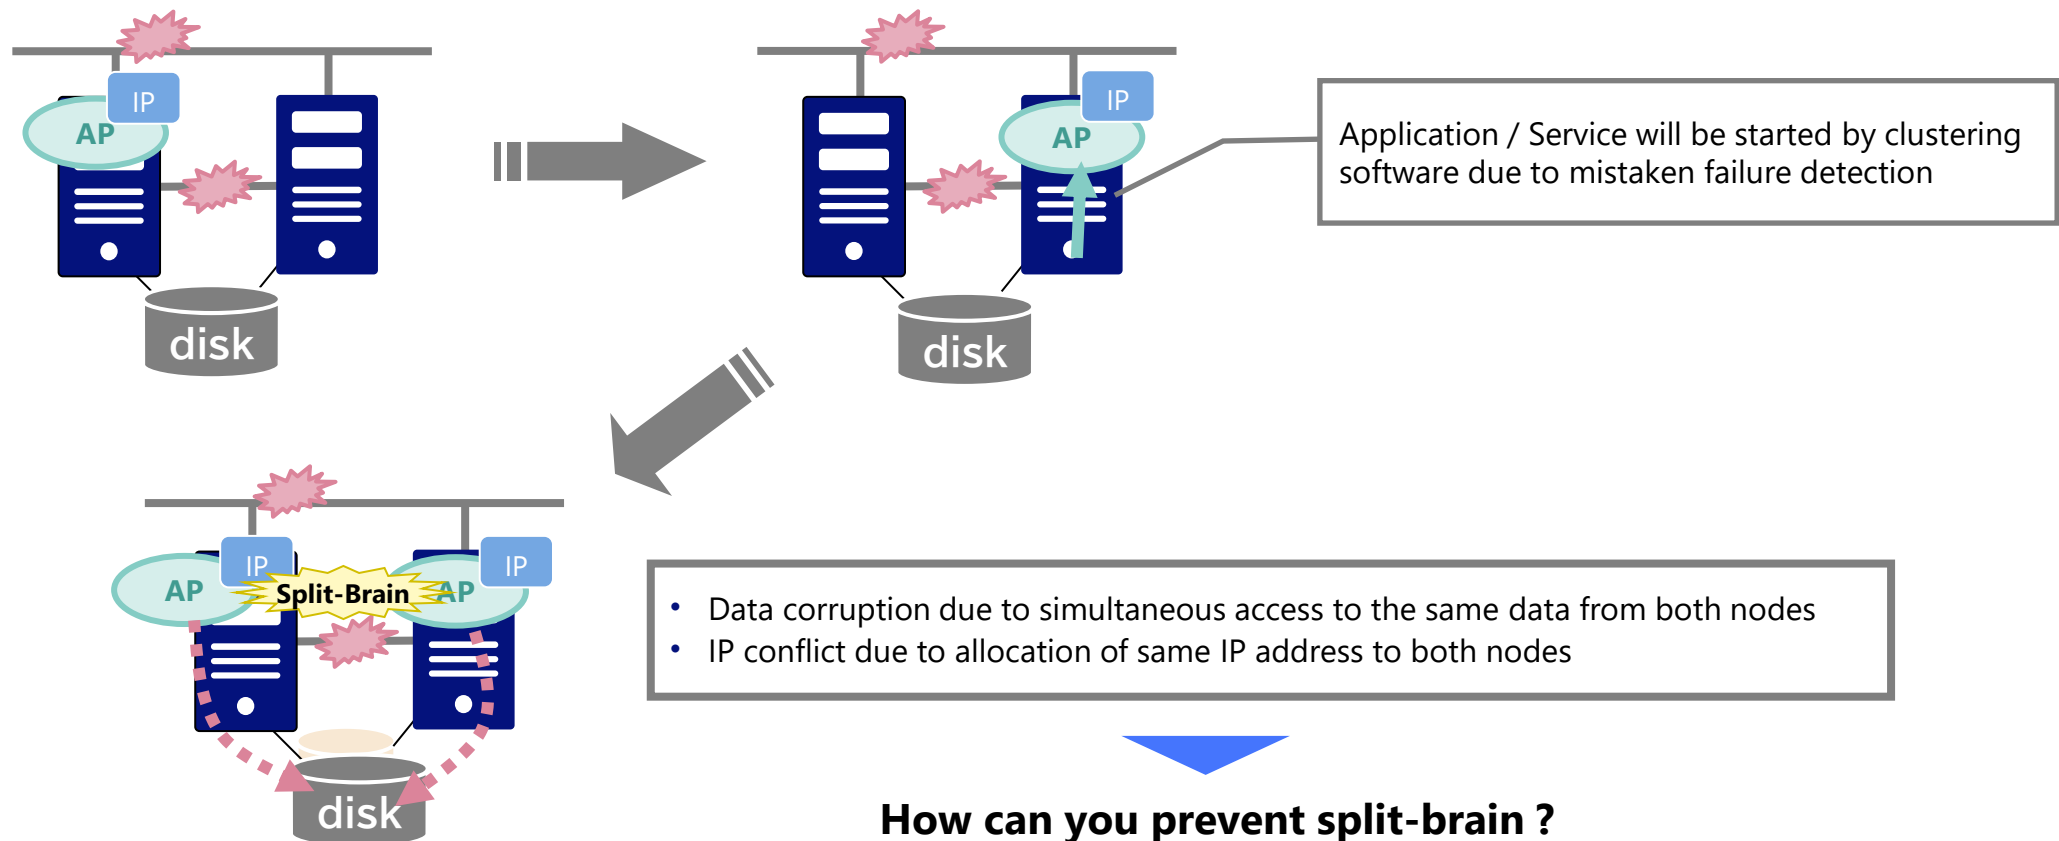 IP
AP
disk
IP
AP
disk
Application / Service will be started by clustering
software due to mistaken failure detection
IP
AP
Split-Brain
IP
AP
disk
• Data corruption due to simultaneous access to the same data from both nodes
• IP conflict due to allocation of same IP address to both nodes
How can you prevent split-brain ?